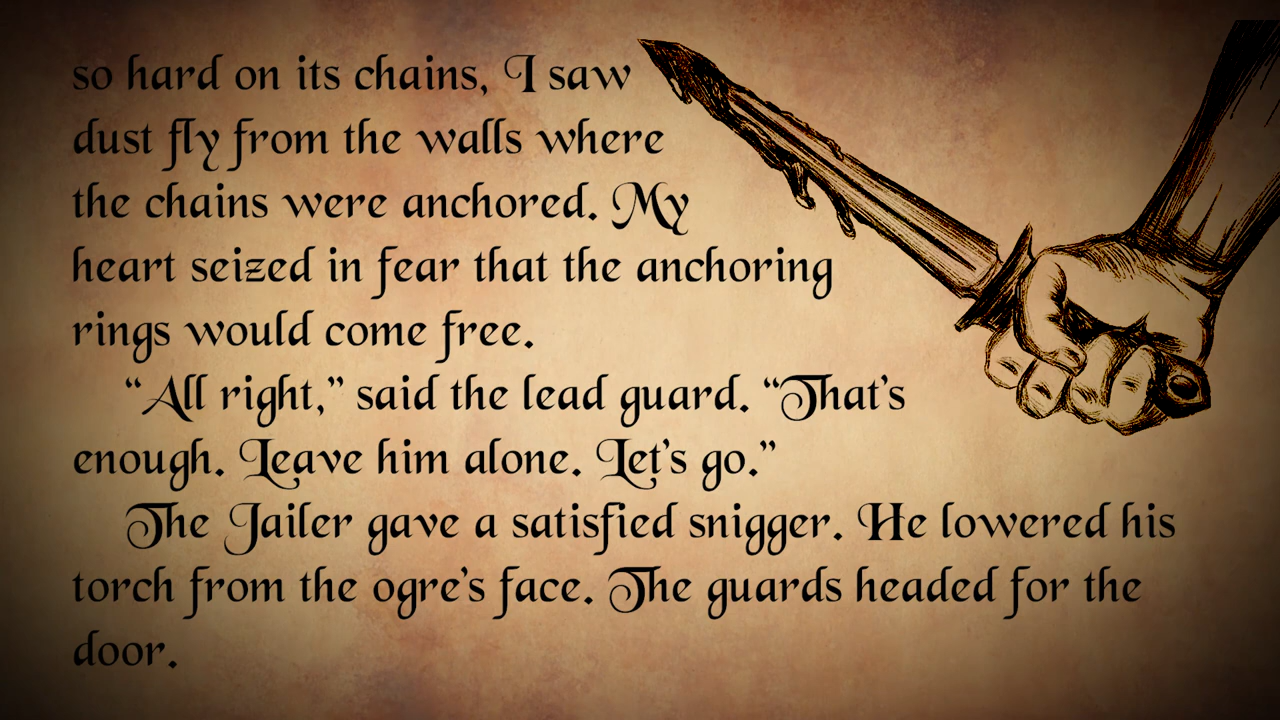 so hard on its chains, I saw
dust fly from the walls where
the chains were anchored. My
heart seized in fear that the anchoring
rings would come free.
“All right,” said the lead guard. “That’s
enough. Leave him alone. Let’s go.”
The Jailer gave a satisfied snigger. He lowered his
torch from the ogre’s face. The guards headed for the
door.